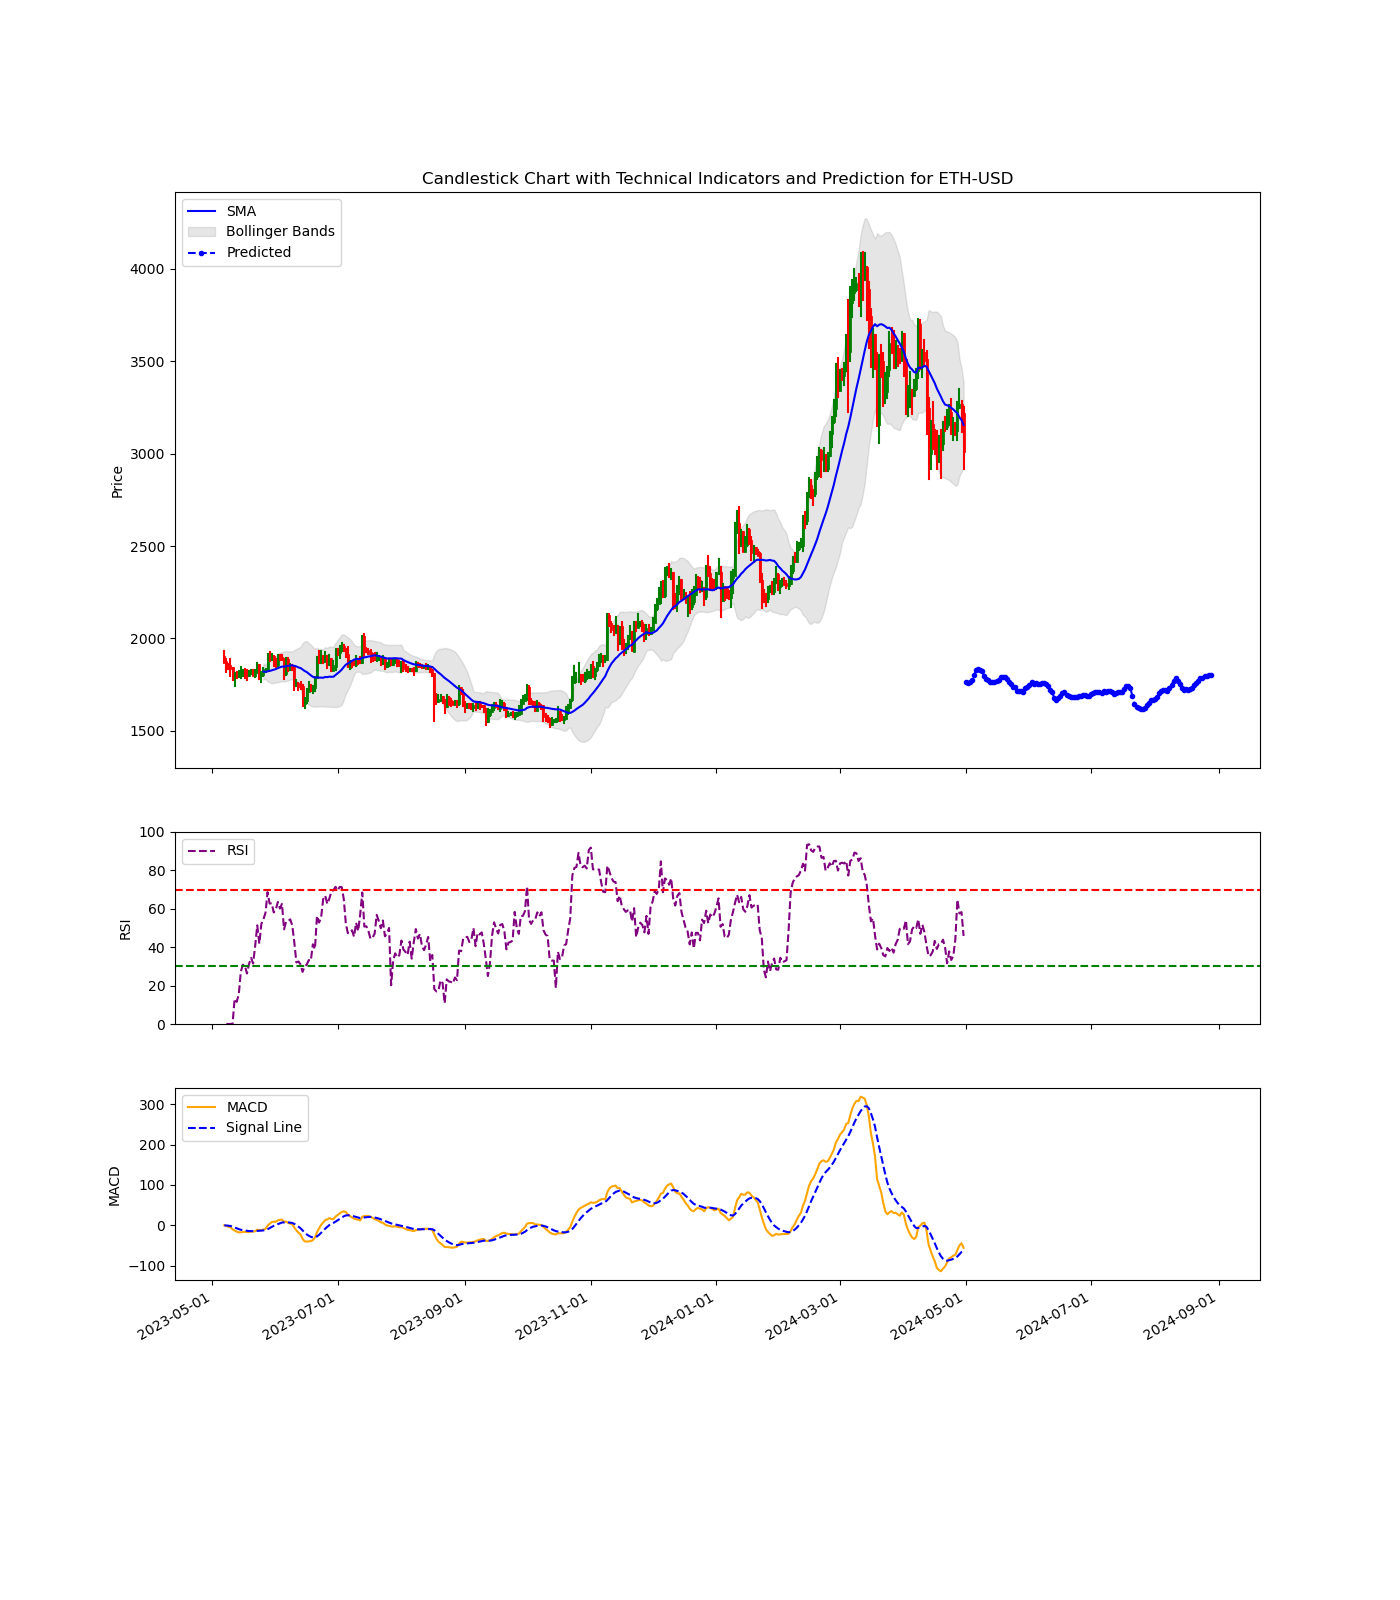 Candlestick Chart with Technical Indicators and Prediction for ETH-USD
SMA
Bollinger Bands
Predicted
Price
4000
3500
3000
2500
2000
1500
RSI
RSI
100
80
60
40
20
0
MACD
Signal Line
MACD
300
200
100
0
−100
2023-05-01
2023-07-01
2023-09-01
2023-11-01
2024-01-01
2024-03-01
2024-05-01
2024-07-01
2024-09-01